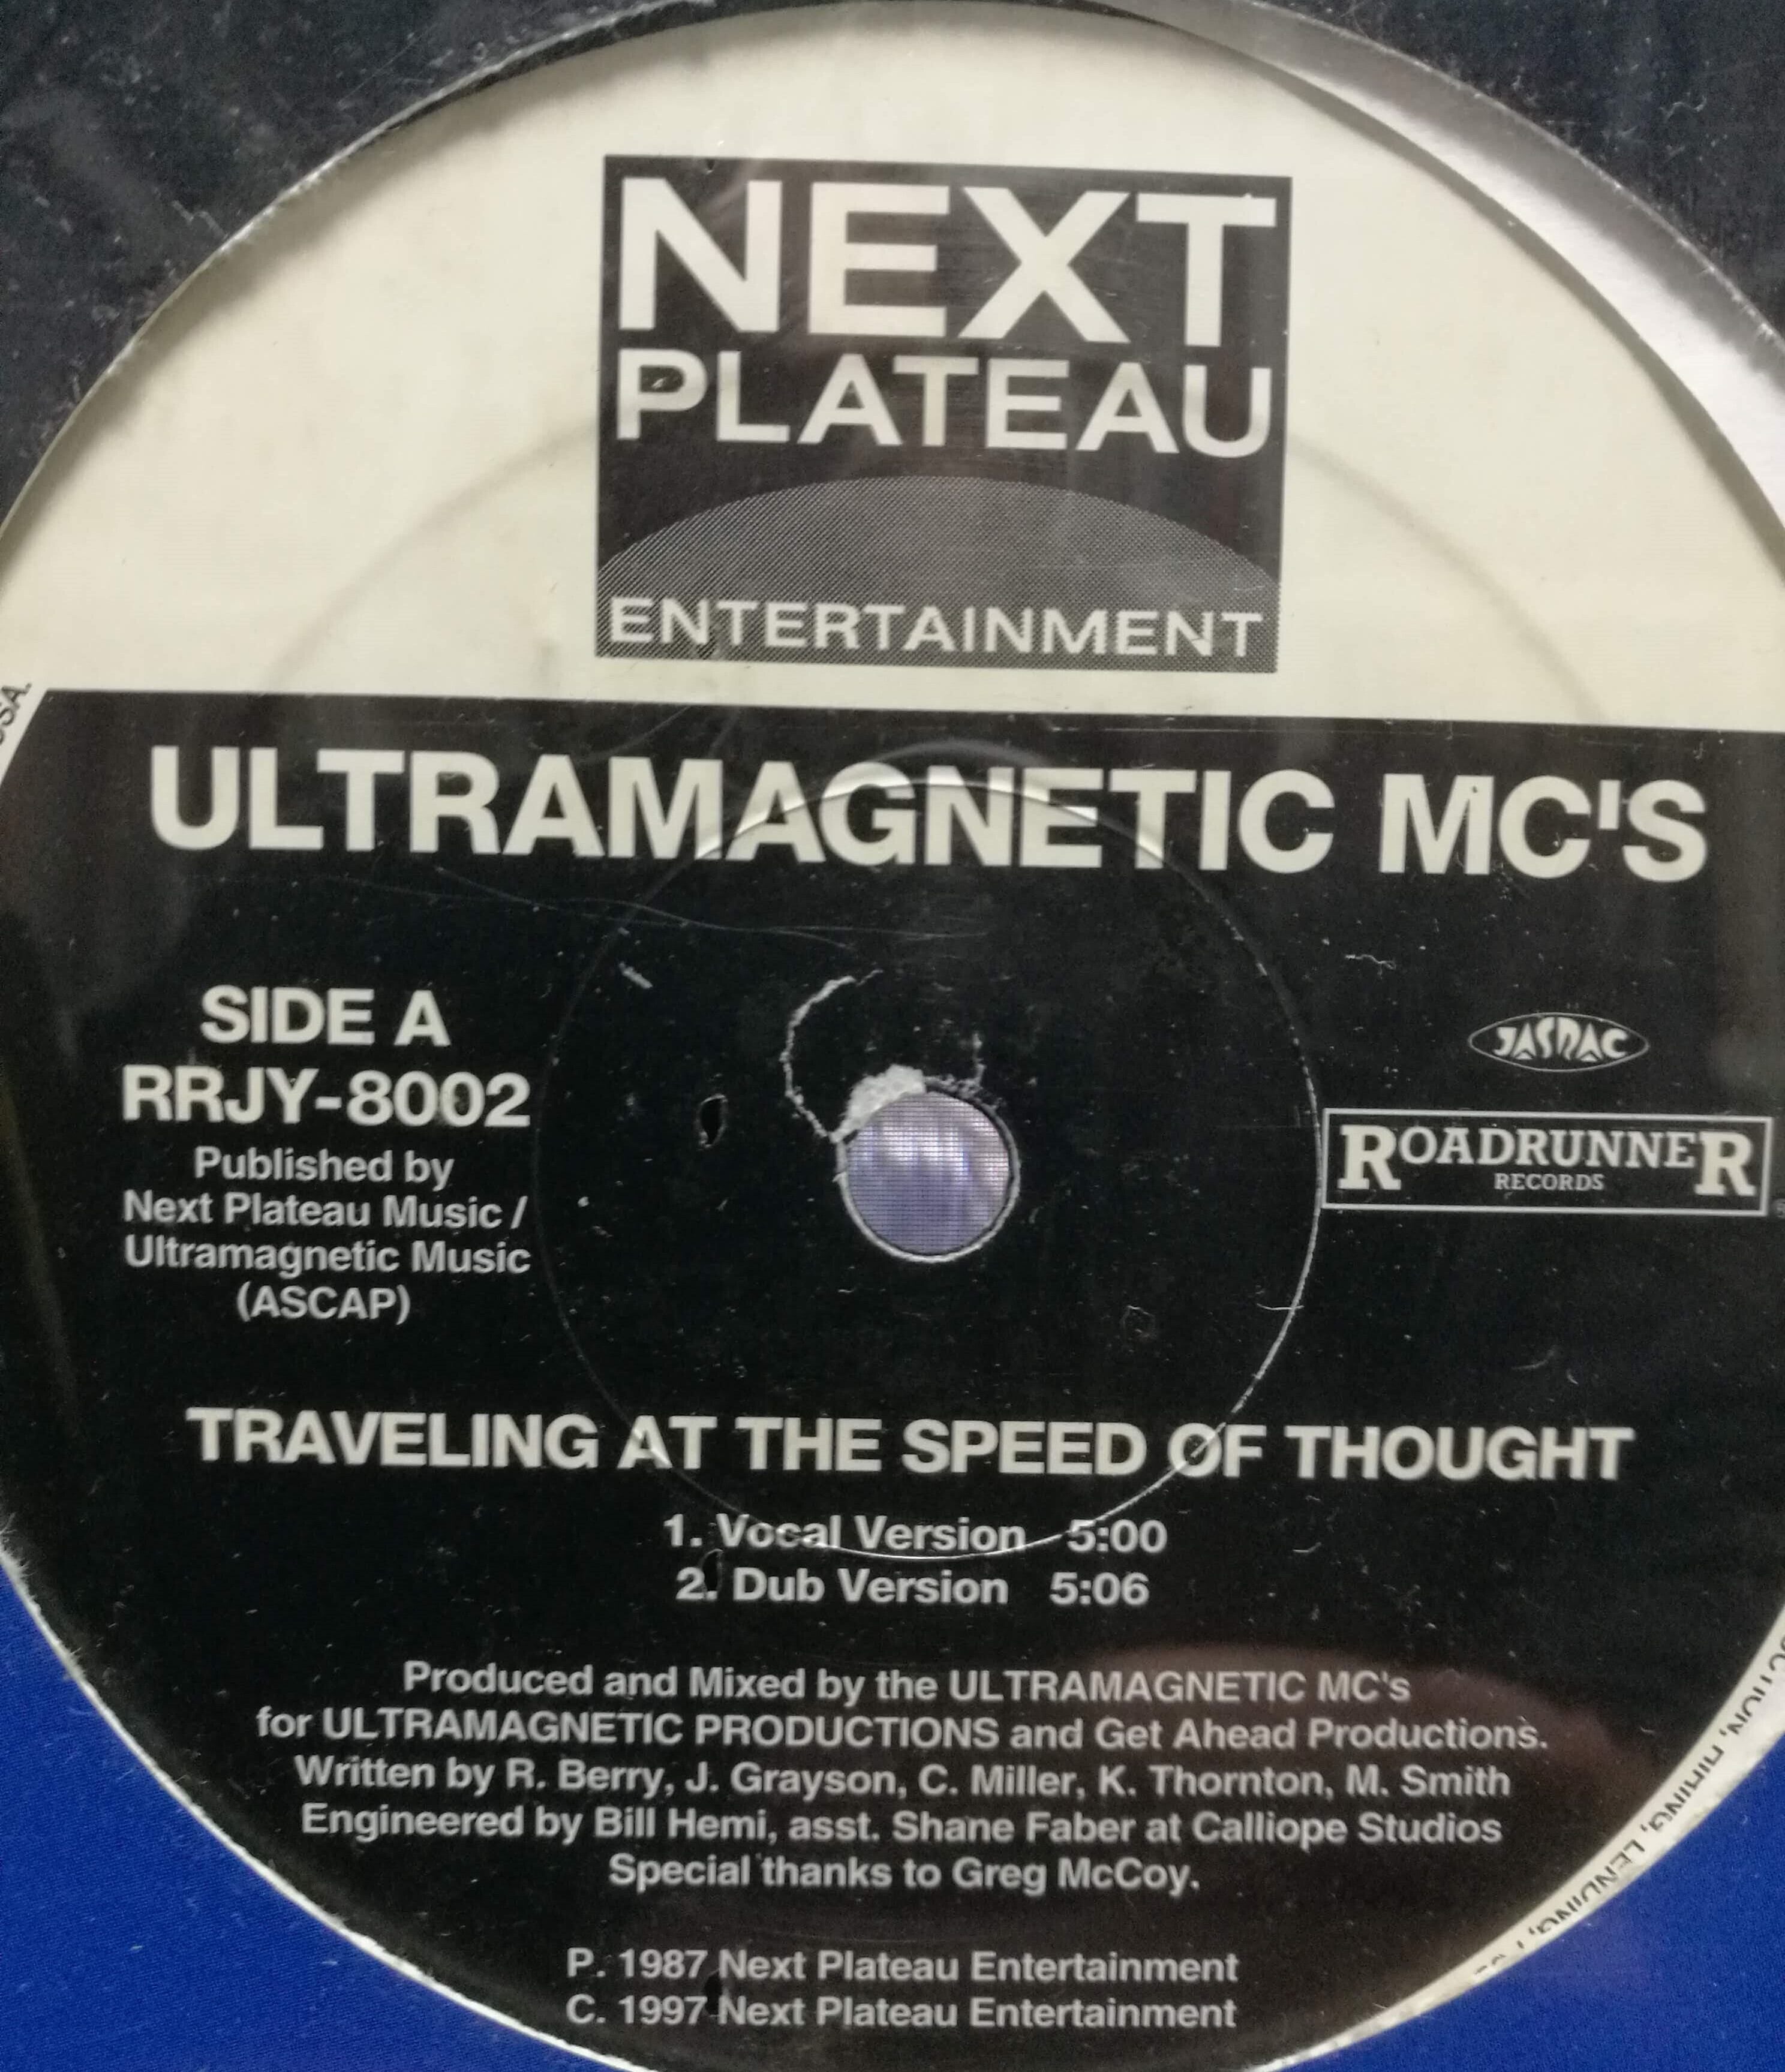 NEXT
PLATEAU
ENTERTAINMENT
ULTRAMAGNETIC MC'S
SIDE A
RRJY-8002
Published by
Next Plateau Music /
Ultramagnetic Music
(ASCAP)
JASRAC
ROADRUNNER
RECORDS
TRAVELING AT THE SPEED OF THOUGHT
1. Vocal Version 5:00
2. Dub Version 5:06
Produced and Mixed by the ULTRAMAGNETIC MC's
for ULTRAMAGNETIC PRODUCTIONS and Get Ahead Productions.
Written by R. Berry, J. Grayson, C. Miller, K. Thornton, M. Smith
Engineered by Bill Hemi, asst. Shane Faber at Calliope Studios
Special thanks to Greg McCoy.
P. 1987 Next Plateau Entertainment
C. 1997 Next Plateau Entertainment
LENDING,